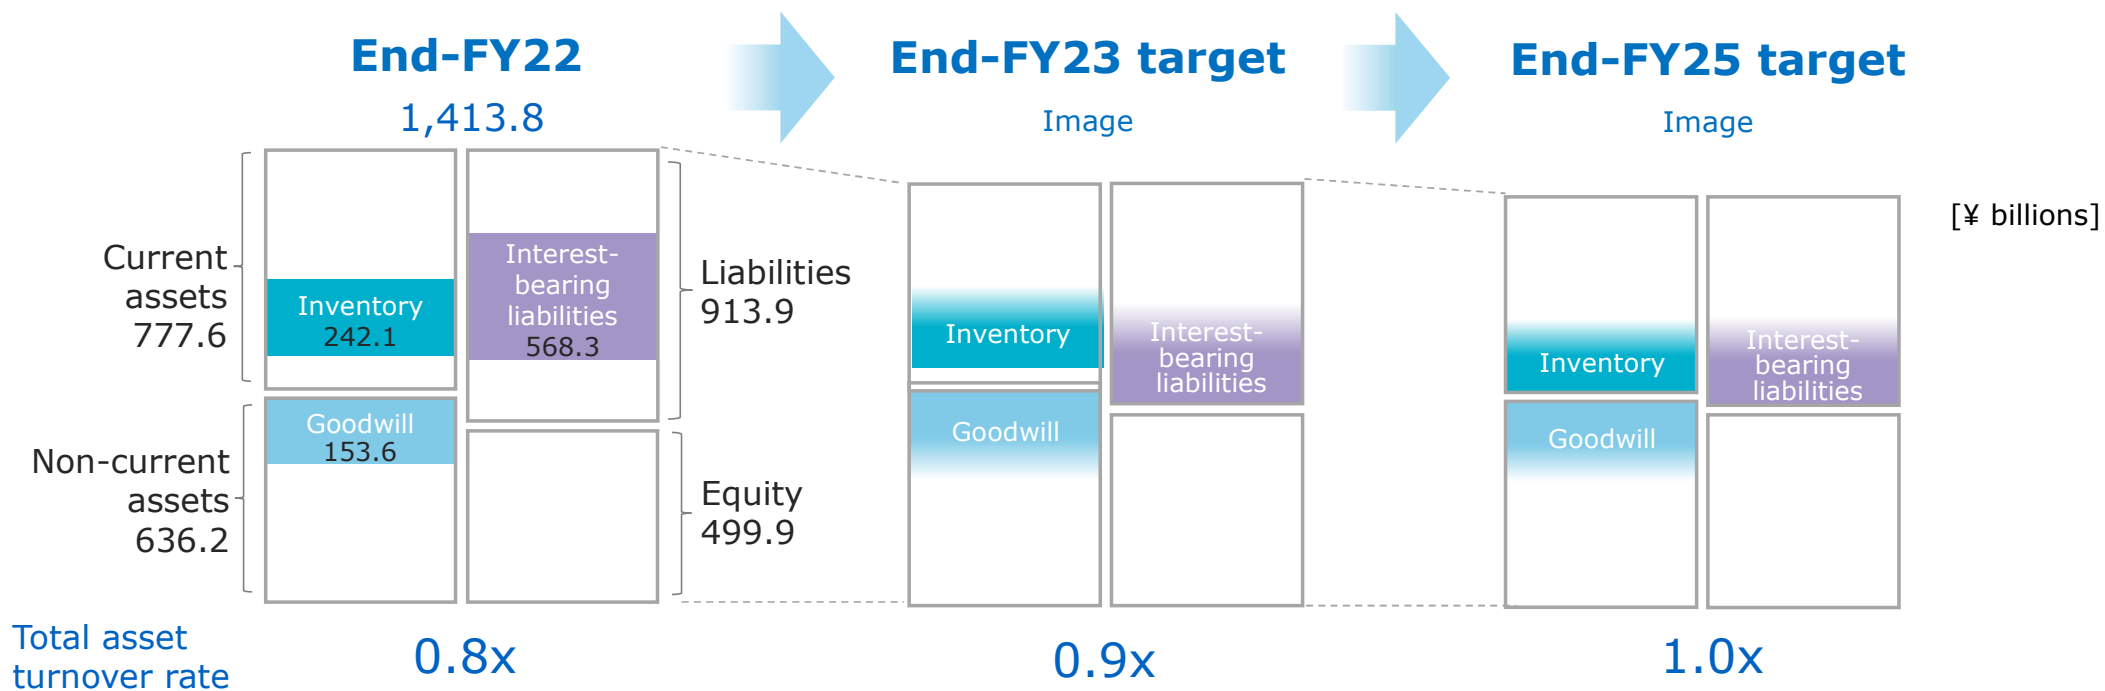 End-FY22
End-FY23 target
End-FY25 target
1,413.8
Image
Image
[¥ billions]
Current
assets
777.6
Inventory
242.1
Interest-
bearing
liabilities
568.3
Liabilities
913.9
Non-current
assets
636.2
Goodwill
153.6
Equity
499.9
Inventory
Interest-
bearing
liabilities
Goodwill
Inventory
Interest-
bearing
liabilities
Goodwill
Total asset
turnover rate
0.8x
0.9x
1.0x